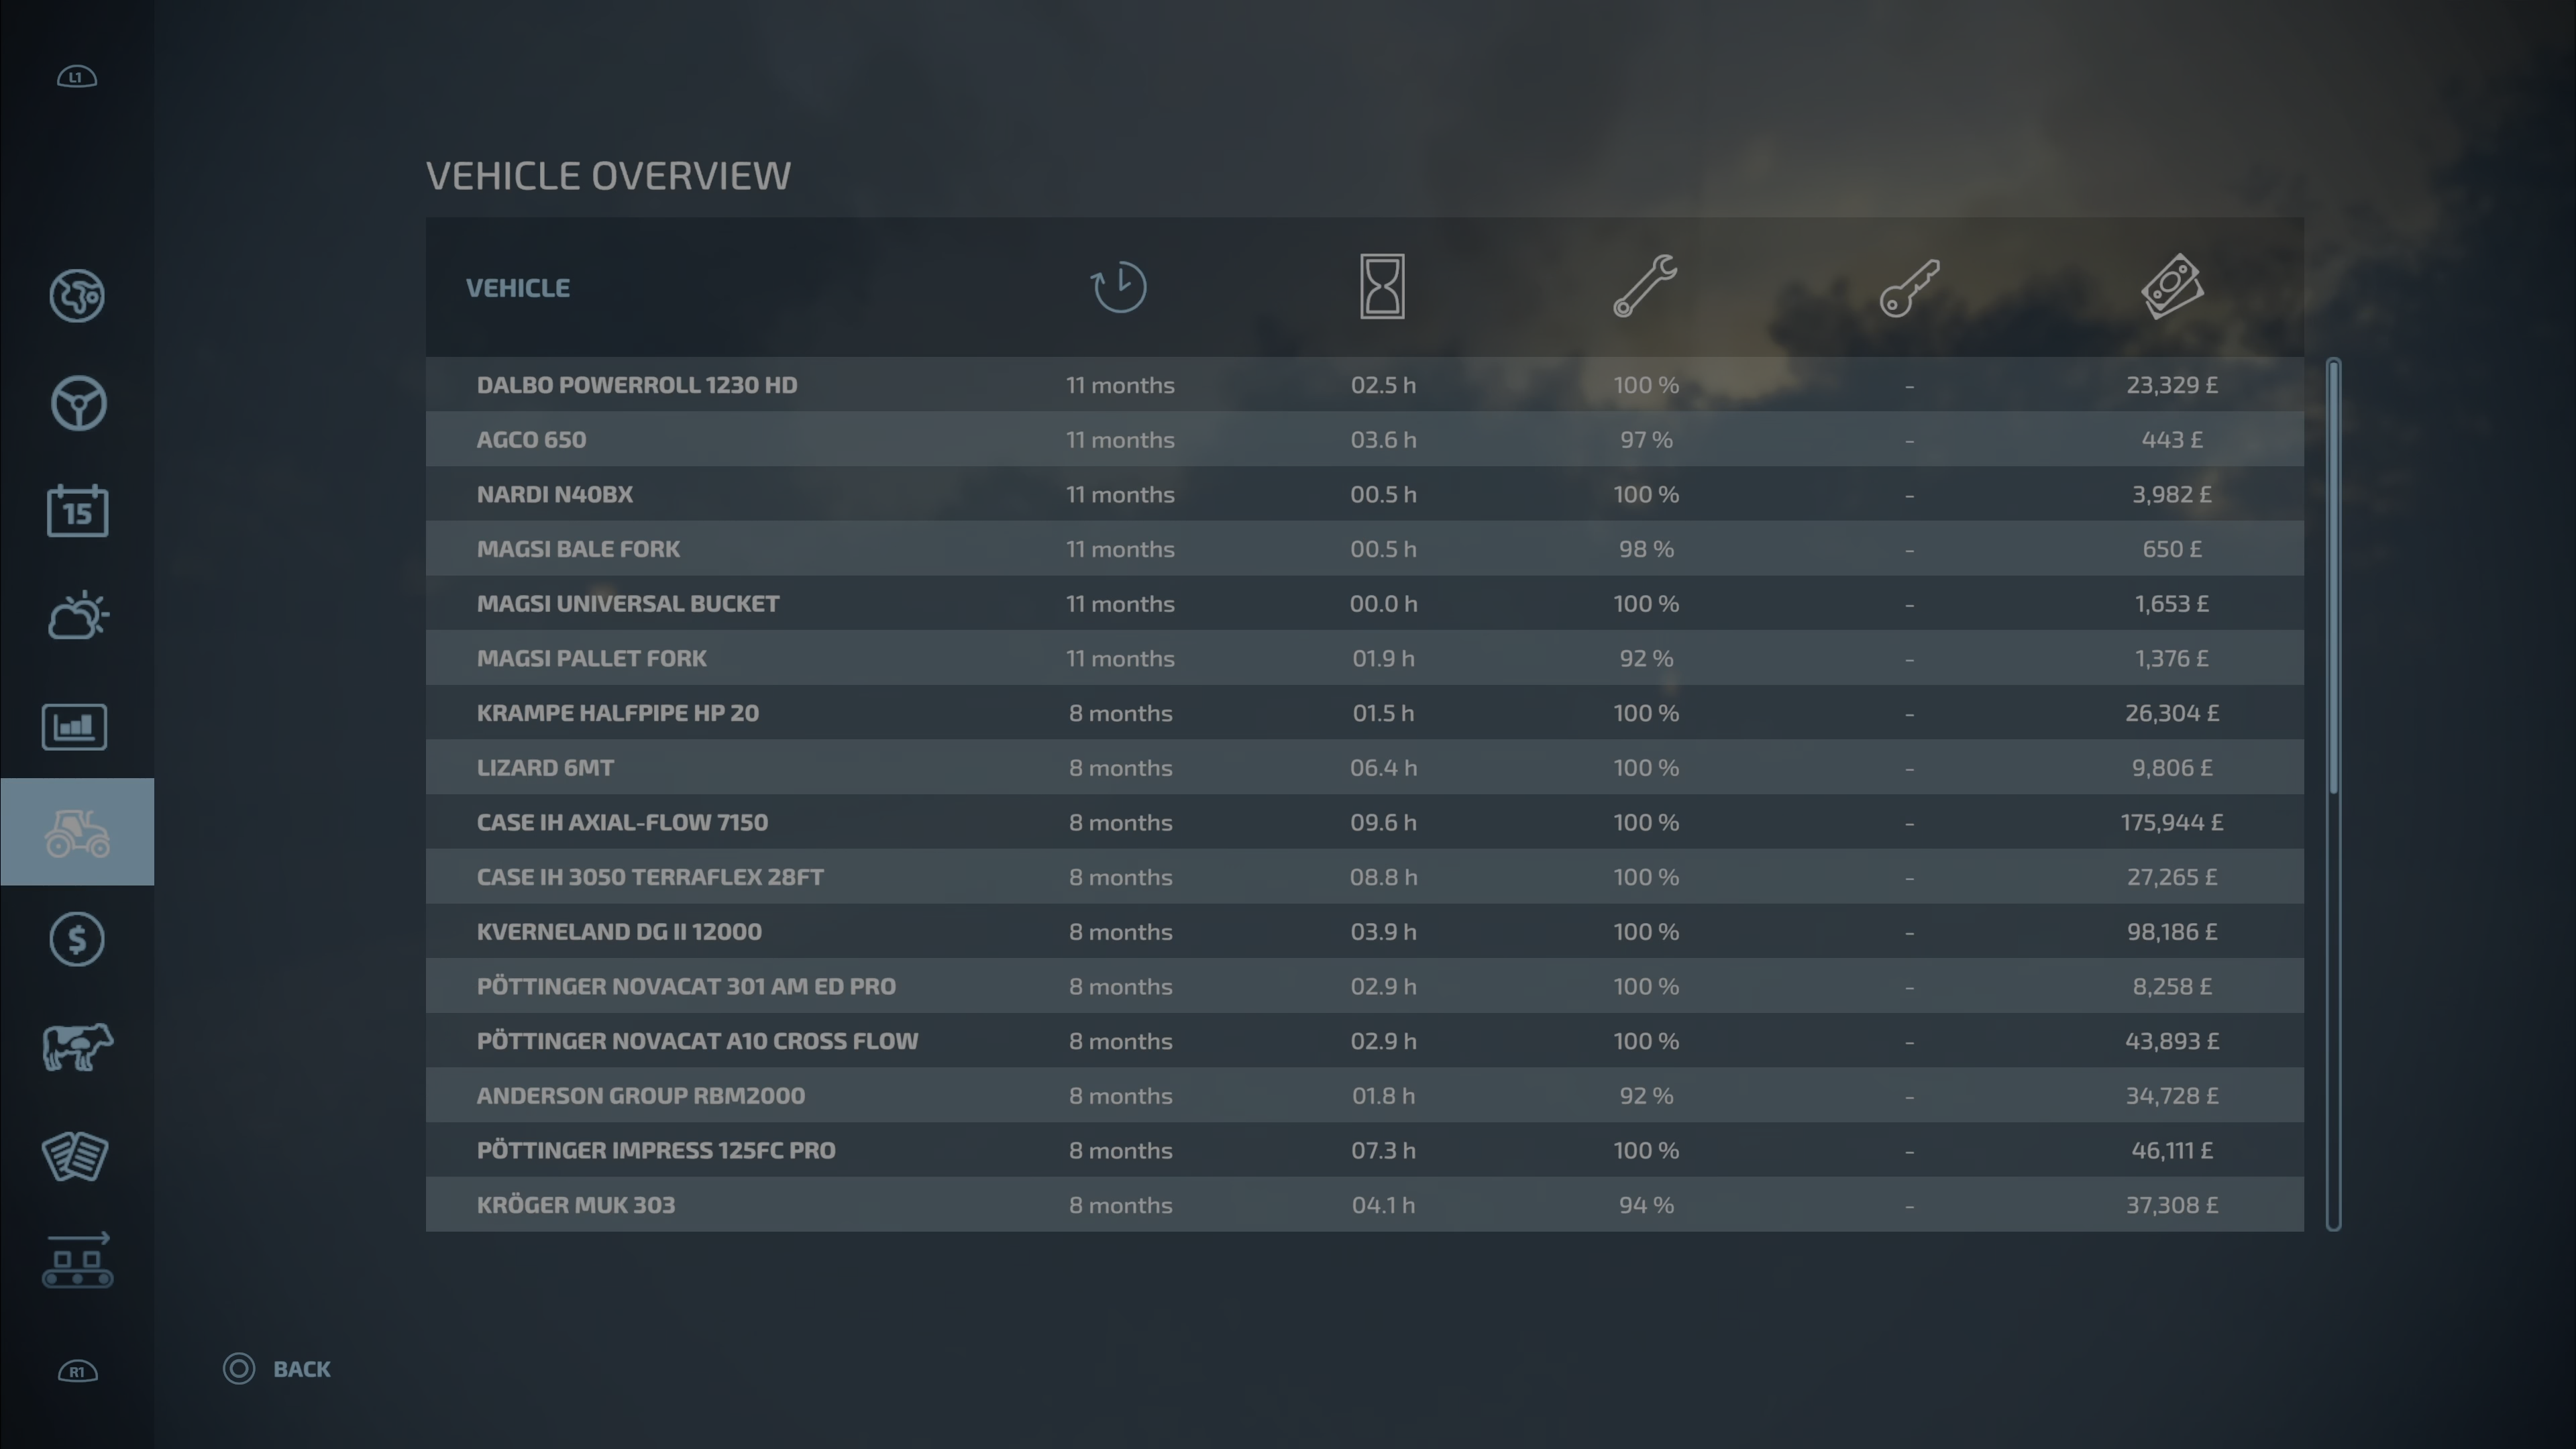 L1
VEHICLE OVERVIEW
VEHICLE
DALBO POWERROLL 1230 HD 11 months 02.5 h 100 % - 23,329 £
AGCO 650 11 months 03.6 h 97 % - 443 £
NARDI N40BX 11 months 00.5 h 100 % - 3,982 £
15
MAGSI BALE FORK 11 months 00.5 h 98 % - 650 £
MAGSI UNIVERSAL BUCKET 11 months 00.0 h 100 % - 1,653 £
MAGSI PALLET FORK 11 months 01.9 h 92 % - 1,376 £
KRAMPE HALFPIPE HP 20 8 months 01.5 h 100 % - 26,304 £
LIZARD 6MT 8 months 06.4 h 100 % - 9,806 £
CASE IH AXIAL-FLOW 7150 8 months 09.6 h 100 % - 175,944 £
CASE IH 3050 TERRAFLEX 28FT 8 months 08.8 h 100 % - 27,265 £
KVERNELAND DG II 12000 8 months 03.9 h 100 % - 98,186 £
$
PÖTTINGER NOVACAT 301 AM ED PRO 8 months 02.9 h 100 % - 8,258 £
PÖTTINGER NOVACAT A10 CROSS FLOW 8 months 02.9 h 100 % - 43,893 £
ANDERSON GROUP RBM2000 8 months 01.8 h 92 % - 34,728 £
PÖTTINGER IMPRESS 125FC PRO 8 months 07.3 h 100 % - 46,111 £
KRÖGER MUK 303 8 months 04.1 h 94 % - 37,308 £
R1
BACK